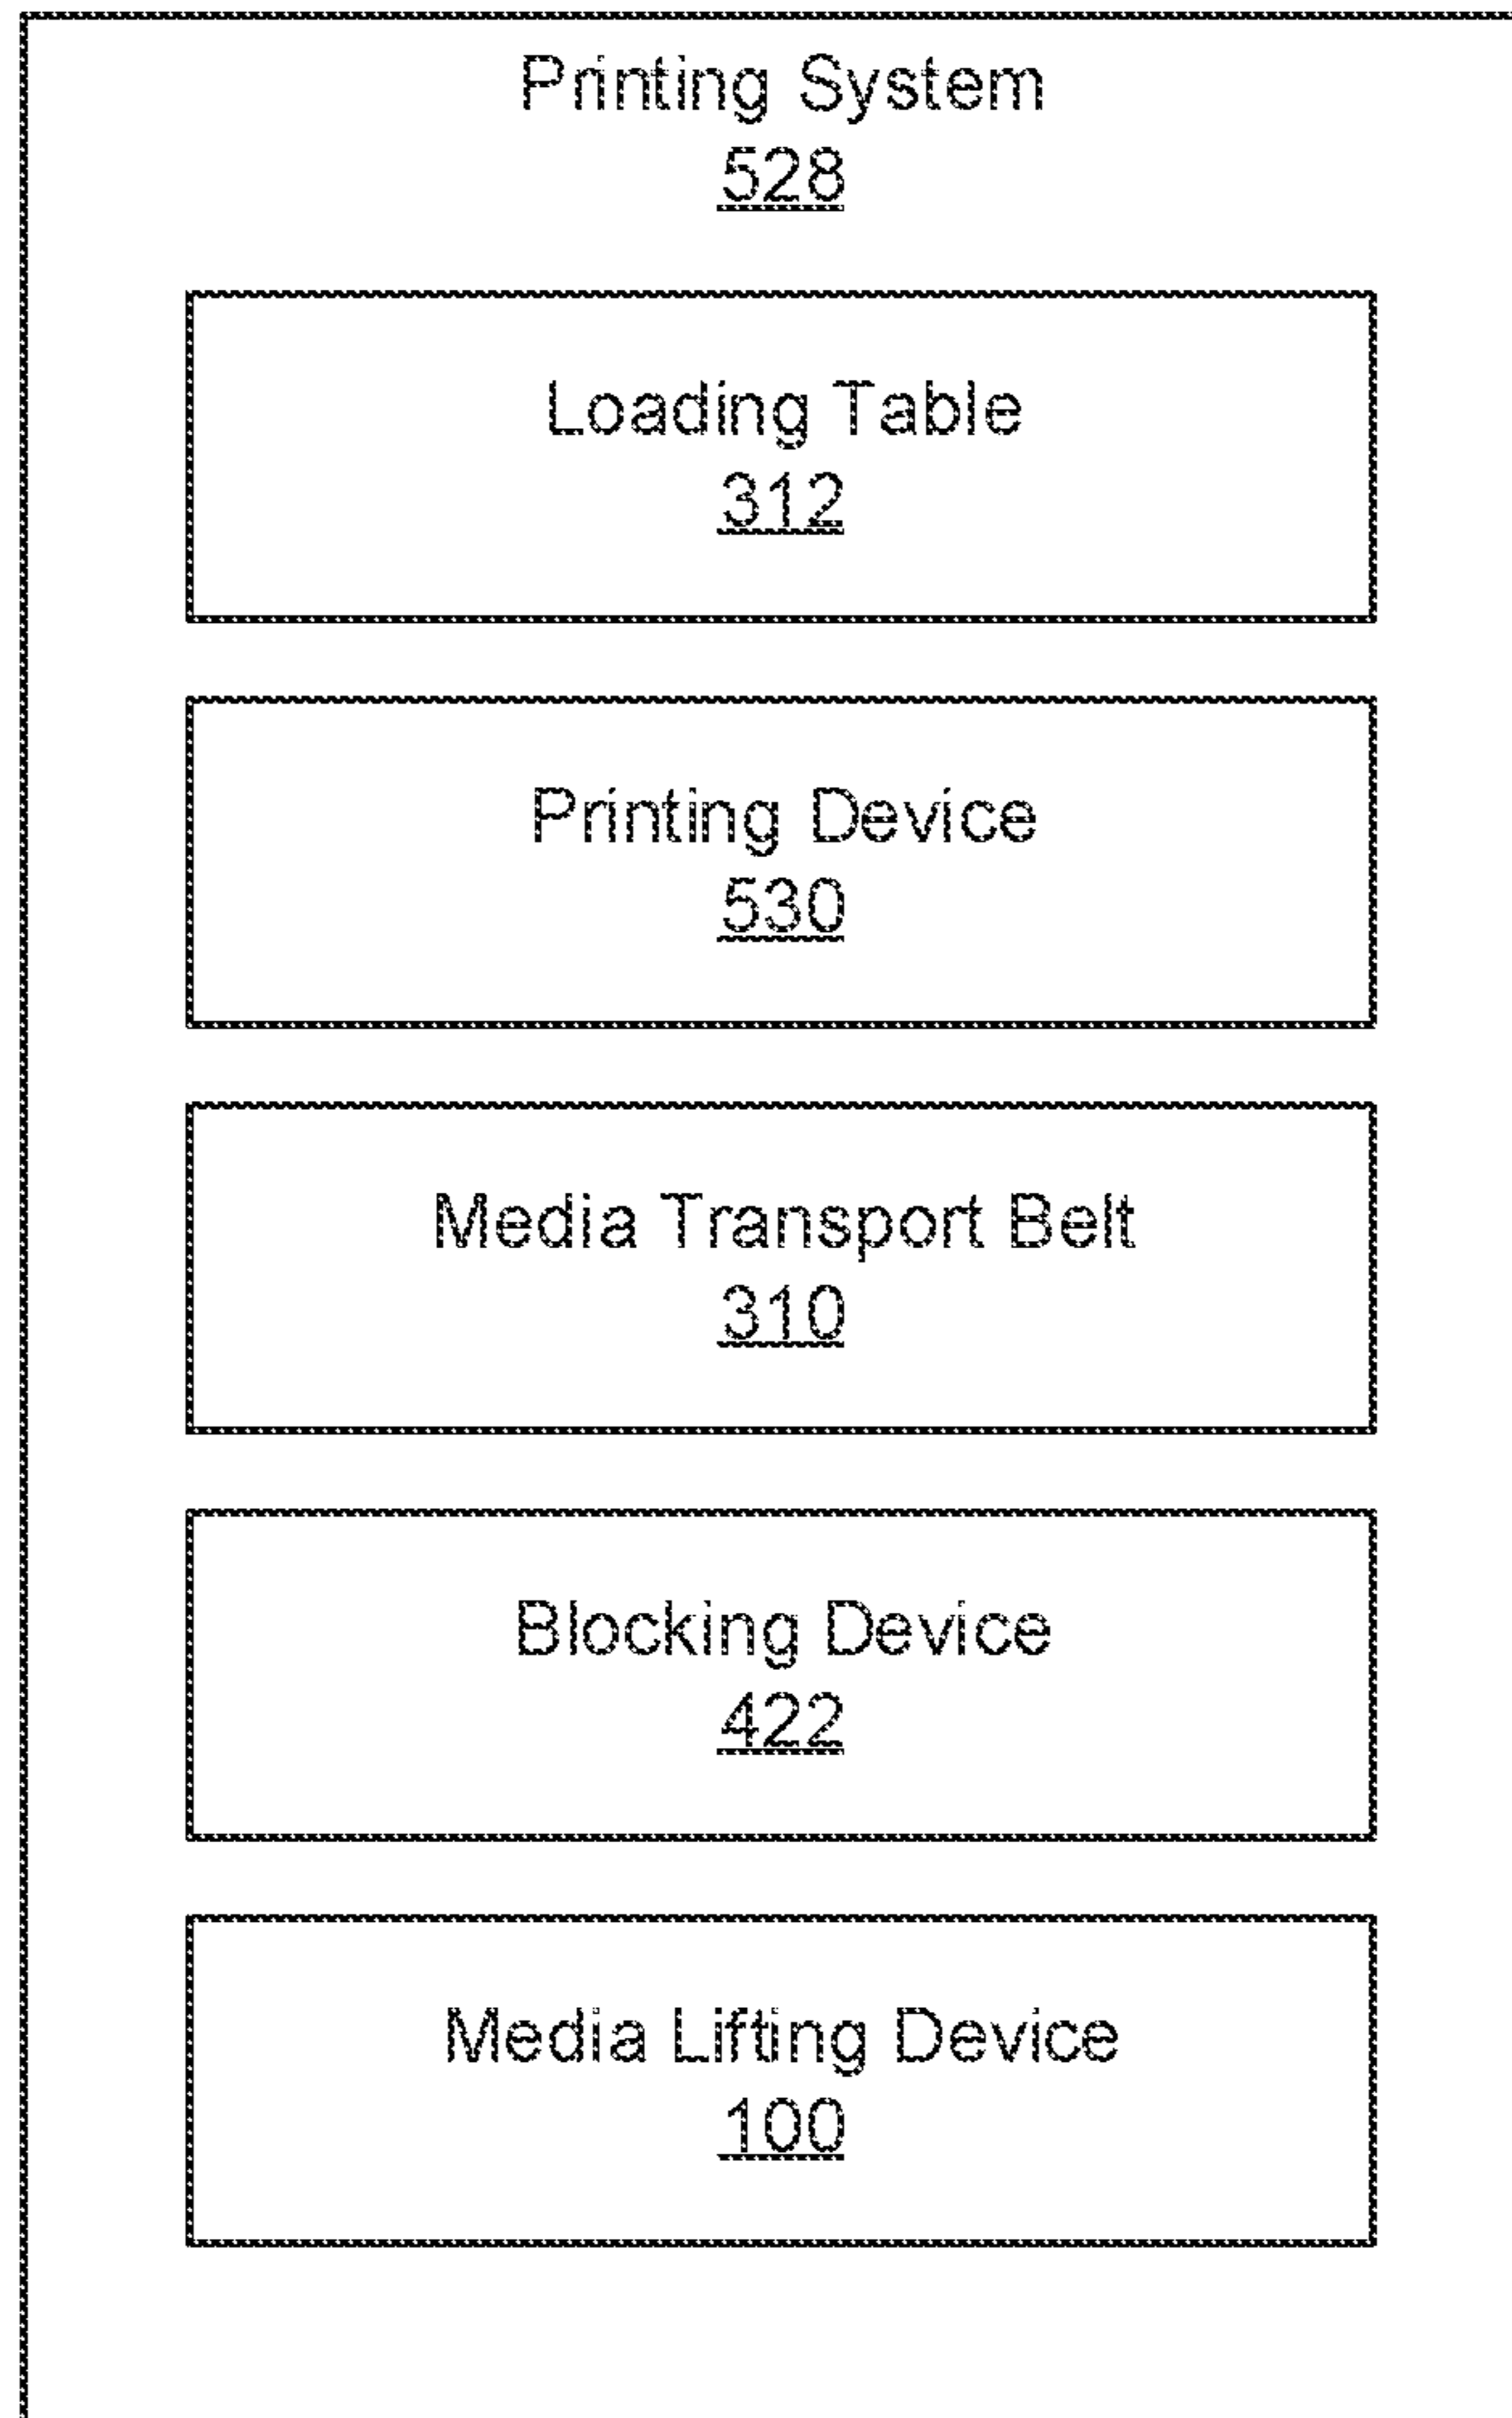 Printing System
528
Loading Table
312
Printing Device
530
Media Transport Belt
310
Blocking Device
422
Media Lifting Device
100